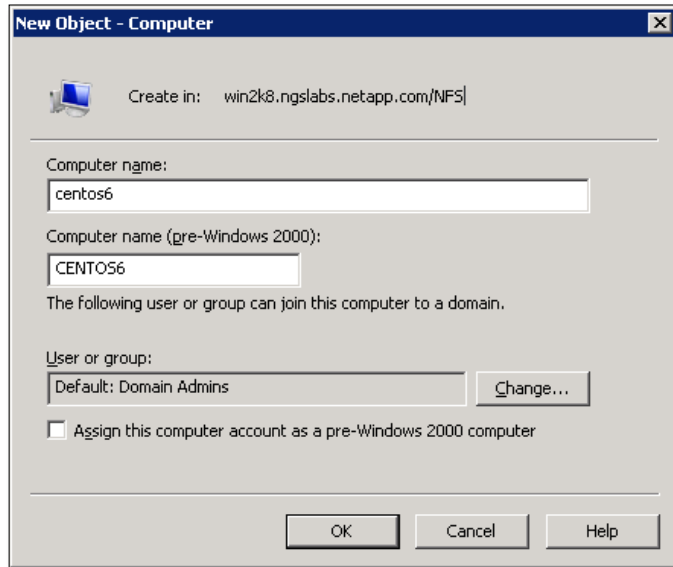 New Object - Computer
Create in: win2k8.ngslabs.netapp.com/NFS
Computer name:
centos6
Computer name (pre-Windows 2000):
CENTOS6
The following user or group can join this computer to a domain.
User or group:
Default: Domain Admins
Change...
Assign this computer account as a pre-Windows 2000 computer
OK Cancel Help